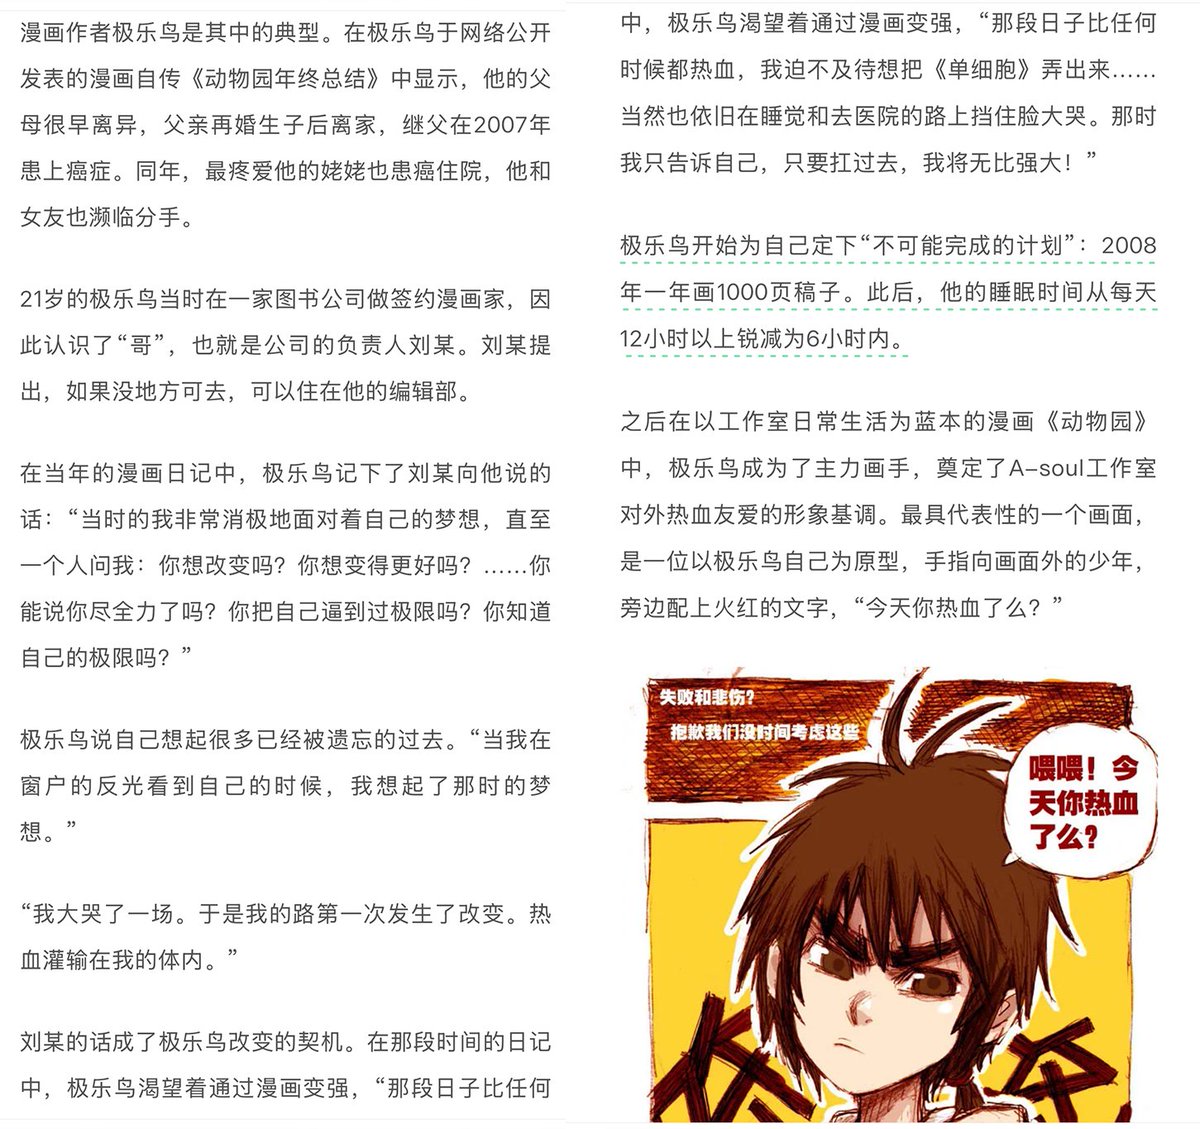 漫画作者极乐鸟是其中的典型。在极乐鸟于网络公开
发表的漫画自传《动物园年终总结》中显示，他的父
母很早离异，父亲再婚生子后离家，继父在2007年
患上癌症。同年，最疼爱他的姥姥也患癌住院，他和
女友也濒临分手。
21岁的极乐鸟当时在一家图书公司做签约漫画家，因
此认识了“哥”，也就是公司的负责人刘某。刘某提
出，如果没地方可去，可以住在他的编辑部。
在当年的漫画日记中，极乐鸟记下了刘某向他说的
话：“当时的我非常消极地面对着自己的梦想，直至
一个人问我：你想改变吗？你想变得更好吗？……你
能说你尽全力了吗？你把自己逼到过极限吗？你知道
自己的极限吗？”
极乐鸟说自己想起很多已经被遗忘的过去。“当我在
窗户的反光看到自己的时候，我想起了那时的梦
想。”
“我大哭了一场。于是我的路第一次发生了改变。热
血灌输在我的体内。”
刘某的话成了极乐鸟改变的契机。在那段时间的日记
中，极乐鸟渴望着通过漫画变强，“那段日子比任何
中，极乐鸟渴望着通过漫画变强，“那段日子比任何
时候都热血，我迫不及待想把《单细胞》弄出来……
当然也依旧在睡觉和去医院的路上挡住脸大哭。那时
我只告诉自己，只要扛过去，我将无比强大！”
极乐鸟开始为自己定下“不可能完成的计划”：2008
年一年画1000页稿子。此后，他的睡眠时间从每天
12小时以上锐减为6小时内。
之后在以工作室日常生活为蓝本的漫画《动物园》
中，极乐鸟成为了主力画手，奠定了A-soul工作室
对外热血友爱的形象基调。最具代表性的一个画面，
是一位以极乐鸟自己为原型，手指向画面外的少年，
旁边配上火红的文字，“今天你热血了么？”
失败和悲伤？
抱歉我们没时间考虑这些
喂喂！今
天你热血
了么？